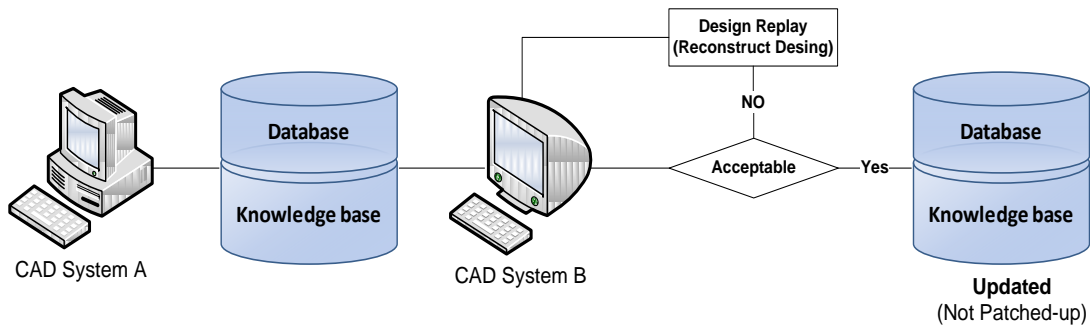 Design Replay
(Reconstruct Desing)
NO
Database
Knowledge base
Acceptable
Yes
Database
Knowledge base
CAD System A
CAD System B
Updated
(Not Patched-up)